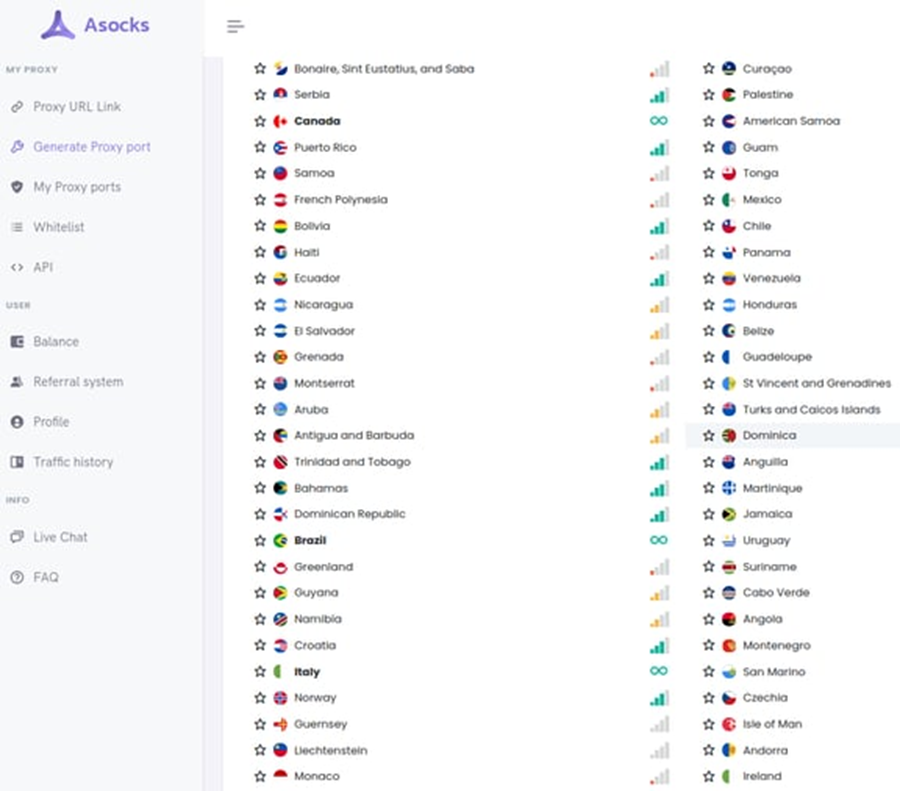 Asocks
MY PROXY
Proxy URL Link
Generate Proxy port
My Proxy ports
Whitelist
API
USER
Balance
Referral system
Profile
Traffic history
INFO
Live Chat
FAQ
Bonaire, Sint Eustatius, and Saba
Serbia
Canada
Puerto Rico
Samoa
French Polynesia
Bolivia
Haiti
Ecuador
Nicaragua
El Salvador
Grenada
Montserrat
Aruba
Antigua and Barbuda
Trinidad and Tobago
Bahamas
Dominican Republic
Brazil
Greenland
Guyana
Namibia
Croatia
Italy
Norway
Guernsey
Liechtenstein
Monaco
Curaçao
Palestine
American Samoa
Guam
Tonga
Mexico
Chile
Panama
Venezuela
Honduras
Belize
Guadeloupe
St Vincent and Grenadines
Turks and Caicos Islands
Dominica
Anguilla
Martinique
Jamaica
Uruguay
Suriname
Cabo Verde
Angola
Montenegro
San Marino
Czechia
Isle of Man
Andorra
Ireland